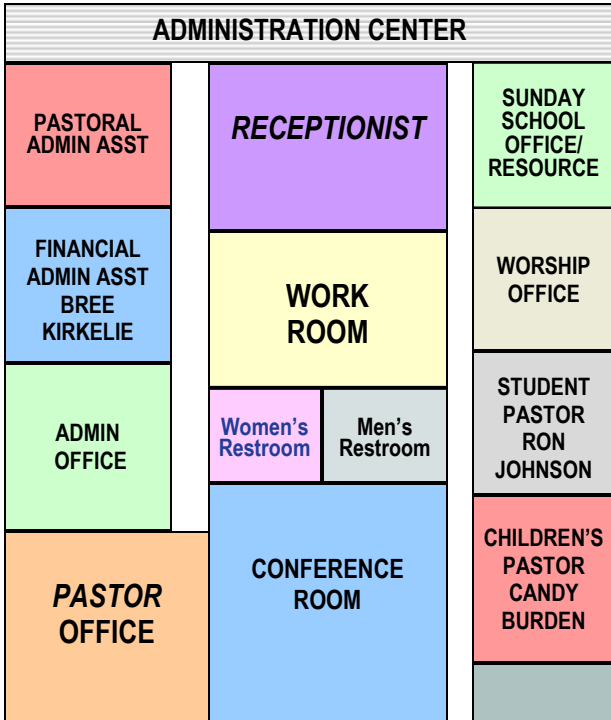 ADMINISTRATION CENTER
PASTORAL
ADMIN ASST
RECEPTIONIST
SUNDAY
SCHOOL
OFFICE/
RESOURCE
FINANCIAL
ADMIN ASST
BREE
KIRKELIE
WORK
ROOM
WORSHIP
OFFICE
ADMIN
OFFICE
Women's
Restroom
Men's
Restroom
STUDENT
PASTOR
RON
JOHNSON
PASTOR
OFFICE
CONFERENCE
ROOM
CHILDREN'S
PASTOR
CANDY
BURDEN